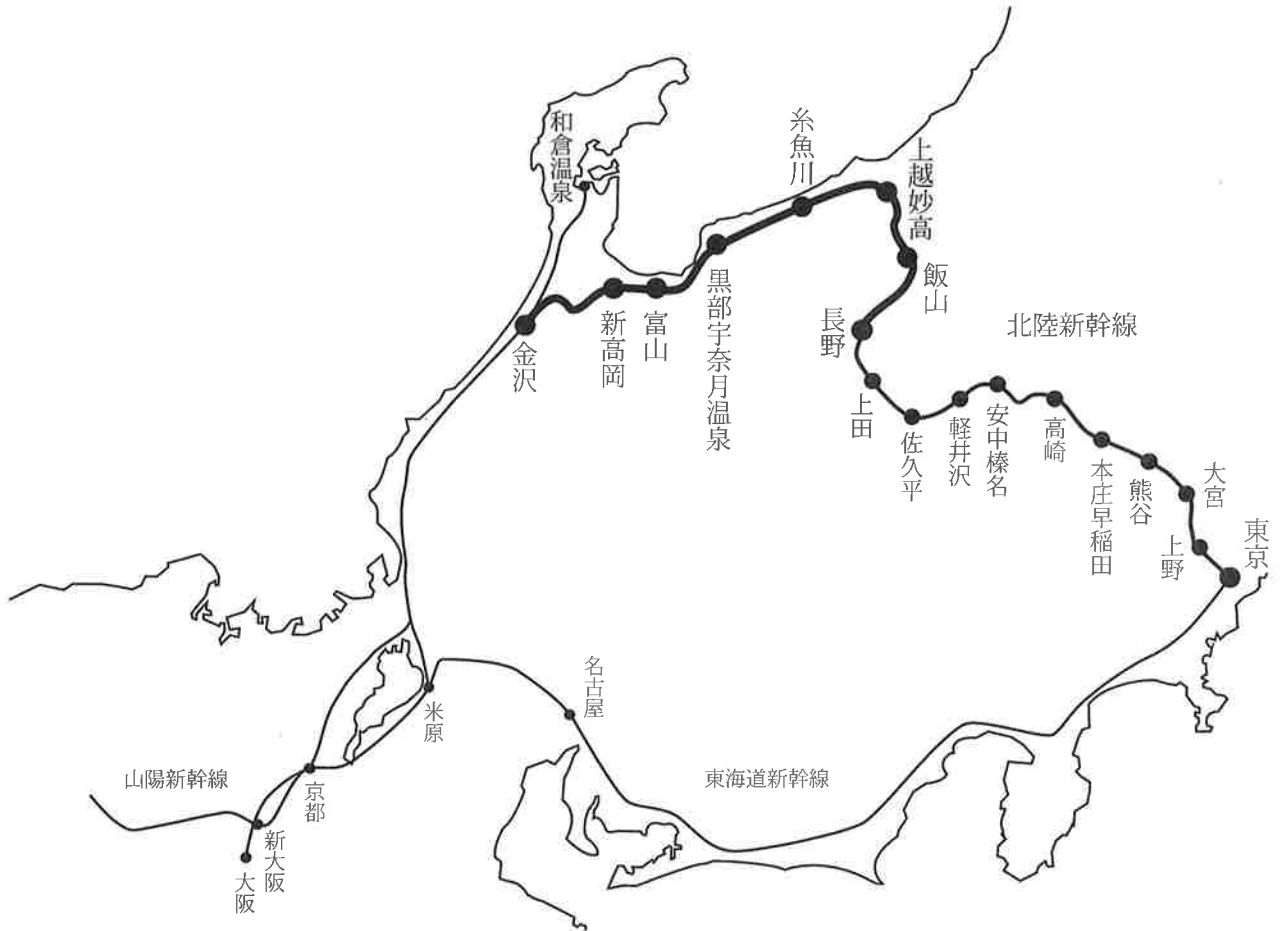 和倉温泉
糸魚川
上越妙高
飯山
長野
北陸新幹線
黒部宇奈月温泉
富山
新高岡
金沢
上田
佐久平
軽井沢
安中榛名
高崎
本庄早稲田
熊谷
大宮
上野
東京
名古屋
米原
京都
山陽新幹線
東海道新幹線
新大阪
大阪